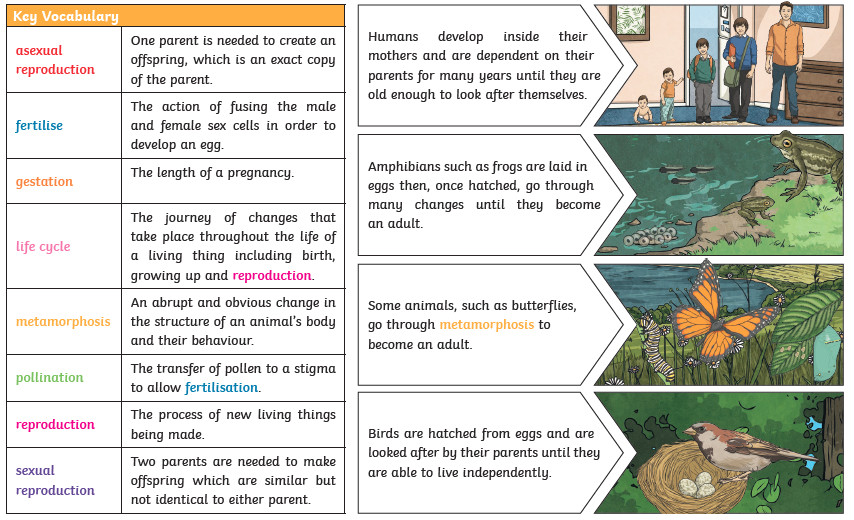 Key Vocabulary
asexual
reproduction
One parent is needed to create an
offspring, which is an exact copy
of the parent.
fertilise
The action of fusing the male
and female sex cells in order to
develop an egg.
gestation
The length of a pregnancy.
life cycle
The journey of changes that
take place throughout the life of
a living thing including birth,
growing up and reproduction.
metamorphosis
An abrupt and obvious change in
the structure of an animal's body
and their behaviour.
pollination
The transfer of pollen to a stigma
to allow fertilisation.
reproduction
The process of new living things
being made.
sexual
reproduction
Two parents are needed to make
offspring which are similar but
not identical to either parent.
Humans develop inside their
mothers and are dependent on their
parents for many years until they are
old enough to look after themselves.
Amphibians such as frogs are laid in
eggs then, once hatched, go through
many changes until they become
an adult.
Some animals, such as butterflies,
go through metamorphosis to
become an adult.
Birds are hatched from eggs and are
looked after by their parents until they
are able to live independently.